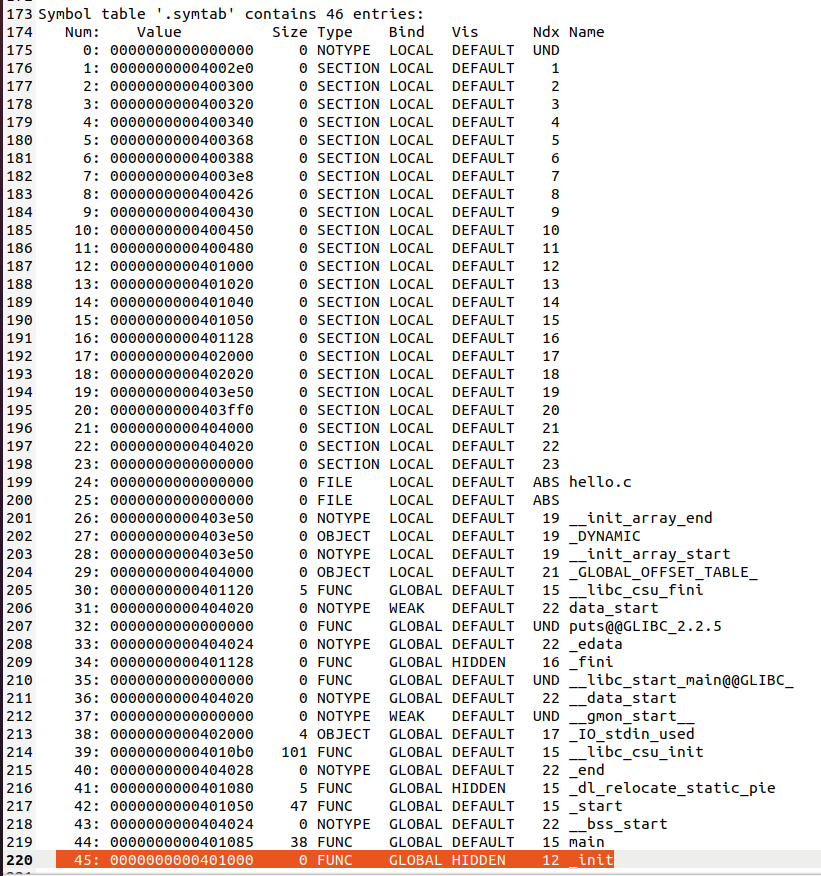 173 Symbol table '.symtab' contains 46 entries:
174 Num: Value Size Type Bind Vis Ndx Name
175 0: 0000000000000000 0 NOTYPE LOCAL DEFAULT UND
176 1: 00000000004002e0 0 SECTION LOCAL DEFAULT 1
177 2: 0000000000400300 0 SECTION LOCAL DEFAULT 2
178 3: 0000000000400320 0 SECTION LOCAL DEFAULT 3
179 4: 0000000000400340 0 SECTION LOCAL DEFAULT 4
180 5: 0000000000400368 0 SECTION LOCAL DEFAULT 5
181 6: 0000000000400388 0 SECTION LOCAL DEFAULT 6
182 7: 00000000004003e8 0 SECTION LOCAL DEFAULT 7
183 8: 0000000000400426 0 SECTION LOCAL DEFAULT 8
184 9: 0000000000400430 0 SECTION LOCAL DEFAULT 9
185 10: 0000000000400450 0 SECTION LOCAL DEFAULT 10
186 11: 0000000000400480 0 SECTION LOCAL DEFAULT 11
187 12: 0000000000401000 0 SECTION LOCAL DEFAULT 12
188 13: 0000000000401020 0 SECTION LOCAL DEFAULT 13
189 14: 0000000000401040 0 SECTION LOCAL DEFAULT 14
190 15: 0000000000401050 0 SECTION LOCAL DEFAULT 15
191 16: 0000000000401128 0 SECTION LOCAL DEFAULT 16
192 17: 0000000000402000 0 SECTION LOCAL DEFAULT 17
193 18: 0000000000402020 0 SECTION LOCAL DEFAULT 18
194 19: 0000000000403e50 0 SECTION LOCAL DEFAULT 19
195 20: 0000000000403ff0 0 SECTION LOCAL DEFAULT 20
196 21: 0000000000404000 0 SECTION LOCAL DEFAULT 21
197 22: 0000000000404020 0 SECTION LOCAL DEFAULT 22
198 23: 0000000000000000 0 SECTION LOCAL DEFAULT 23
199 24: 0000000000000000 0 FILE LOCAL DEFAULT ABS hello.c
200 25: 0000000000000000 0 FILE LOCAL DEFAULT ABS
201 26: 0000000000403e50 0 NOTYPE LOCAL DEFAULT 19 __init_array_end
202 27: 0000000000403e50 0 OBJECT LOCAL DEFAULT 19 _DYNAMIC
203 28: 0000000000403e50 0 NOTYPE LOCAL DEFAULT 19 __init_array_start
204 29: 0000000000404000 0 OBJECT LOCAL DEFAULT 21 _GLOBAL_OFFSET_TABLE_
205 30: 0000000000401120 5 FUNC GLOBAL DEFAULT 15 __libc_csu_fini
206 31: 0000000000404020 0 NOTYPE WEAK DEFAULT 22 data_start
207 32: 0000000000000000 0 FUNC GLOBAL DEFAULT UND puts@@GLIBC_2.2.5
208 33: 0000000000404024 0 NOTYPE GLOBAL DEFAULT 22 _edata
209 34: 0000000000401128 0 FUNC GLOBAL HIDDEN 16 _fini
210 35: 0000000000000000 0 FUNC GLOBAL DEFAULT UND __libc_start_main@@GLIBC_
211 36: 0000000000404020 0 NOTYPE GLOBAL DEFAULT 22 __data_start
212 37: 0000000000000000 0 NOTYPE WEAK DEFAULT UND __gmon_start__
213 38: 0000000000402000 4 OBJECT GLOBAL DEFAULT 17 _IO_stdin_used
214 39: 00000000004010b0 101 FUNC GLOBAL DEFAULT 15 __libc_csu_init
215 40: 0000000000404028 0 NOTYPE GLOBAL DEFAULT 22 _end
216 41: 0000000000401080 5 FUNC GLOBAL HIDDEN 15 _dl_relocate_static_pie
217 42: 0000000000401050 47 FUNC GLOBAL DEFAULT 15 _start
218 43: 0000000000404024 0 NOTYPE GLOBAL DEFAULT 22 __bss_start
219 44: 0000000000401085 38 FUNC GLOBAL DEFAULT 15 main
220 45: 0000000000401000 0 FUNC GLOBAL HIDDEN 12 _init